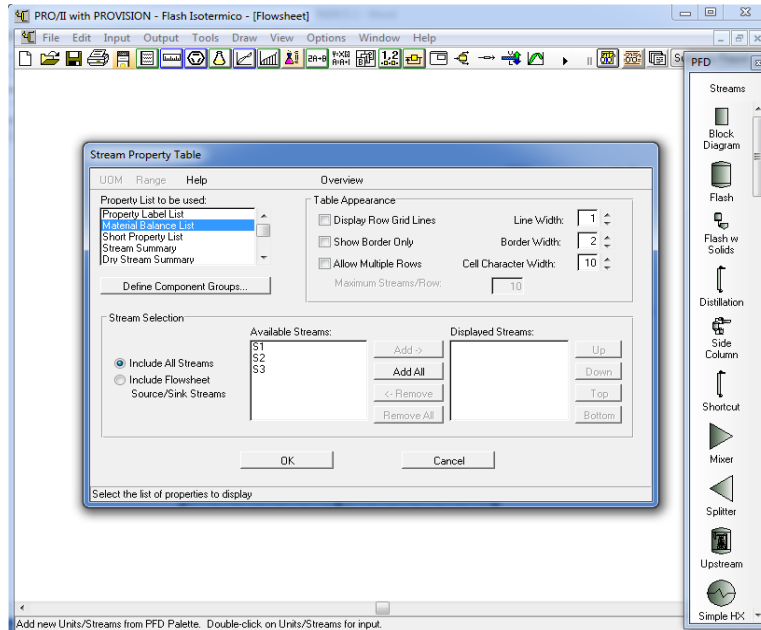 PRO/II with PROVISION - Flash Isotermico - [Flowsheet]
File Edit Input Output Tools Draw View Options Window Help
PFD
Streams
Block
Diagram
Flash
Flash w
Solids
Distillation
Side
Column
Shortcut
Mixer
Splitter
Upstream
Simple HX
Stream Property Table
UOM Range Help Overview
Property List to be used:
Property Label List
Material Balance List
Short Property List
Stream Summary
Dry Stream Summary
Define Component Groups...
Table Appearance
Display Row Grid Lines Line Width: 1
Show Border Only Border Width: 2
Allow Multiple Rows Cell Character Width: 10
Maximum Streams/Row: 10
Stream Selection
Include All Streams
Include Flowsheet
Source/Sink Streams
Available Streams:
S1
S2
S3
Add ->
Add All
<- Remove
Remove All
Displayed Streams:
Up
Down
Top
Bottom
OK Cancel
Select the list of properties to display
Add new Units/Streams from PFD Palette. Double-click on Units/Streams for input.